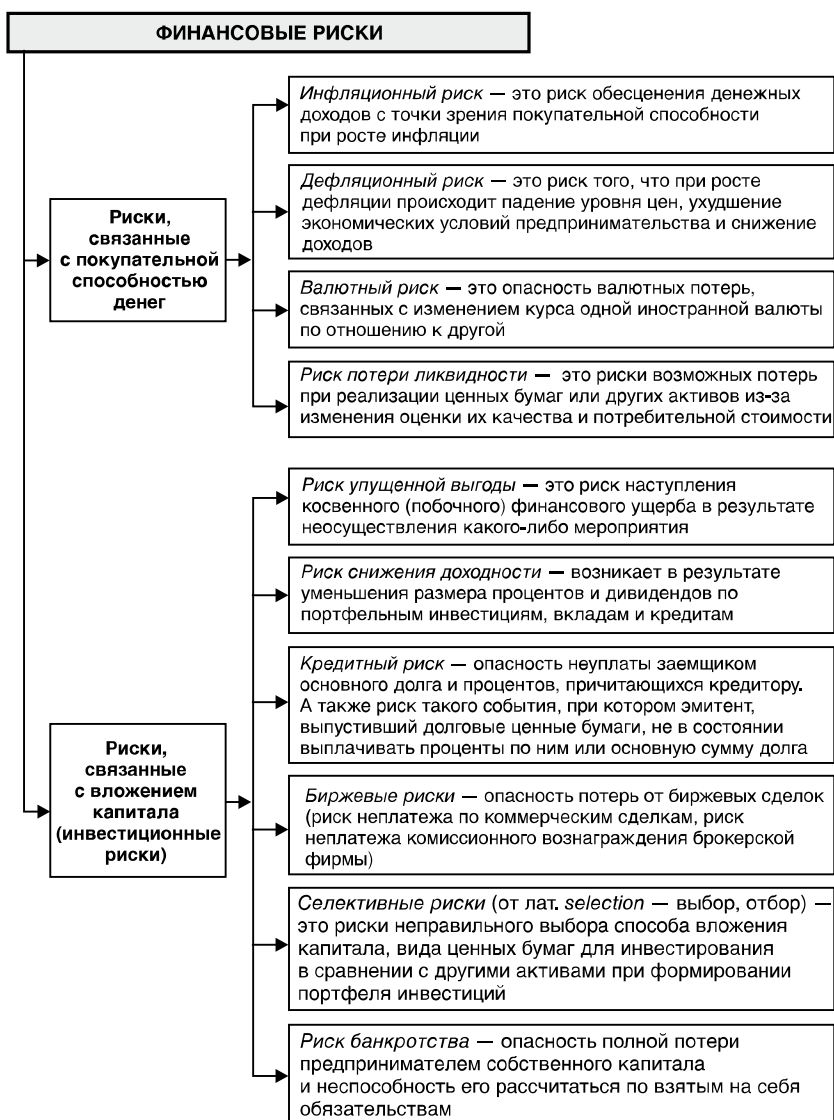 ФИНАНСОВЫЕ РИСКИ
Риски,
связанные
с покупательной
способностью
денег
Инфляционный риск — это риск обесценения денежных
доходов с точки зрения покупательной способности
при росте инфляции
Дефляционный риск — это риск того, что при росте
дефляции происходит падение уровня цен, ухудшение
экономических условий предпринимательства и снижение
доходов
Валютный риск — это опасность валютных потерь,
связанных с изменением курса одной иностранной валюты
по отношению к другой
Риск потери ликвидности — это риски возможных потерь
при реализации ценных бумаг или других активов из-за
изменения оценки их качества и потребительной стоимости
Риски,
связанные
с вложением
капитала
(инвестиционные
риски)
Риск упущенной выгоды — это риск наступления
косвенного (побочного) финансового ущерба в результате
неосуществления какого-либо мероприятия
Риск снижения доходности — возникает в результате
уменьшения размера процентов и дивидендов по
портфельным инвестициям, вкладам и кредитам
Кредитный риск — опасность неуплаты заемщиком
основного долга и процентов, причитающихся кредитору.
А также риск такого события, при котором эмитент,
выпустивший долговые ценные бумаги, не в состоянии
выплачивать проценты по ним или основную сумму долга
Биржевые риски — опасность потерь от биржевых сделок
(риск неплатежа по коммерческим сделкам, риск
неплатежа комиссионного вознаграждения брокерской
фирмы)
Селективные риски (от лат. selection — выбор, отбор) —
это риски неправильного выбора способа вложения
капитала, вида ценных бумаг для инвестирования
в сравнении с другими активами при формировании
портфеля инвестиций
Риск банкротства — опасность полной потери
предпринимателем собственного капитала
и неспособность его рассчитаться по взятым на себя
обязательствам